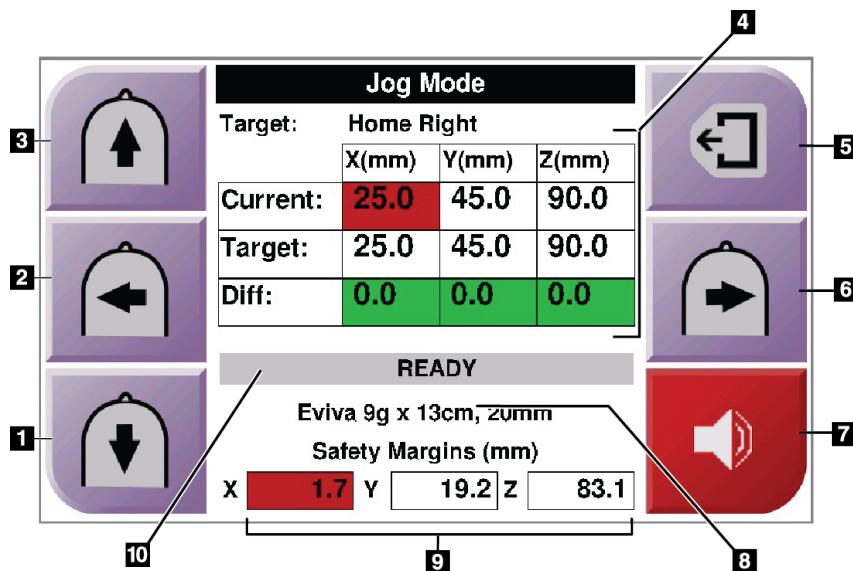 4
Jog Mode
3
Target: Home Right
5
X(mm) Y(mm) Z(mm)
Current: 25.0 45.0 90.0
Target: 25.0 45.0 90.0
2
6
Diff: 0.0 0.0 0.0
READY
Eviva 9g x 13cm, 20mm
1
7
Safety Margins (mm)
X 1.7 Y 19.2 Z 83.1
10
9
8